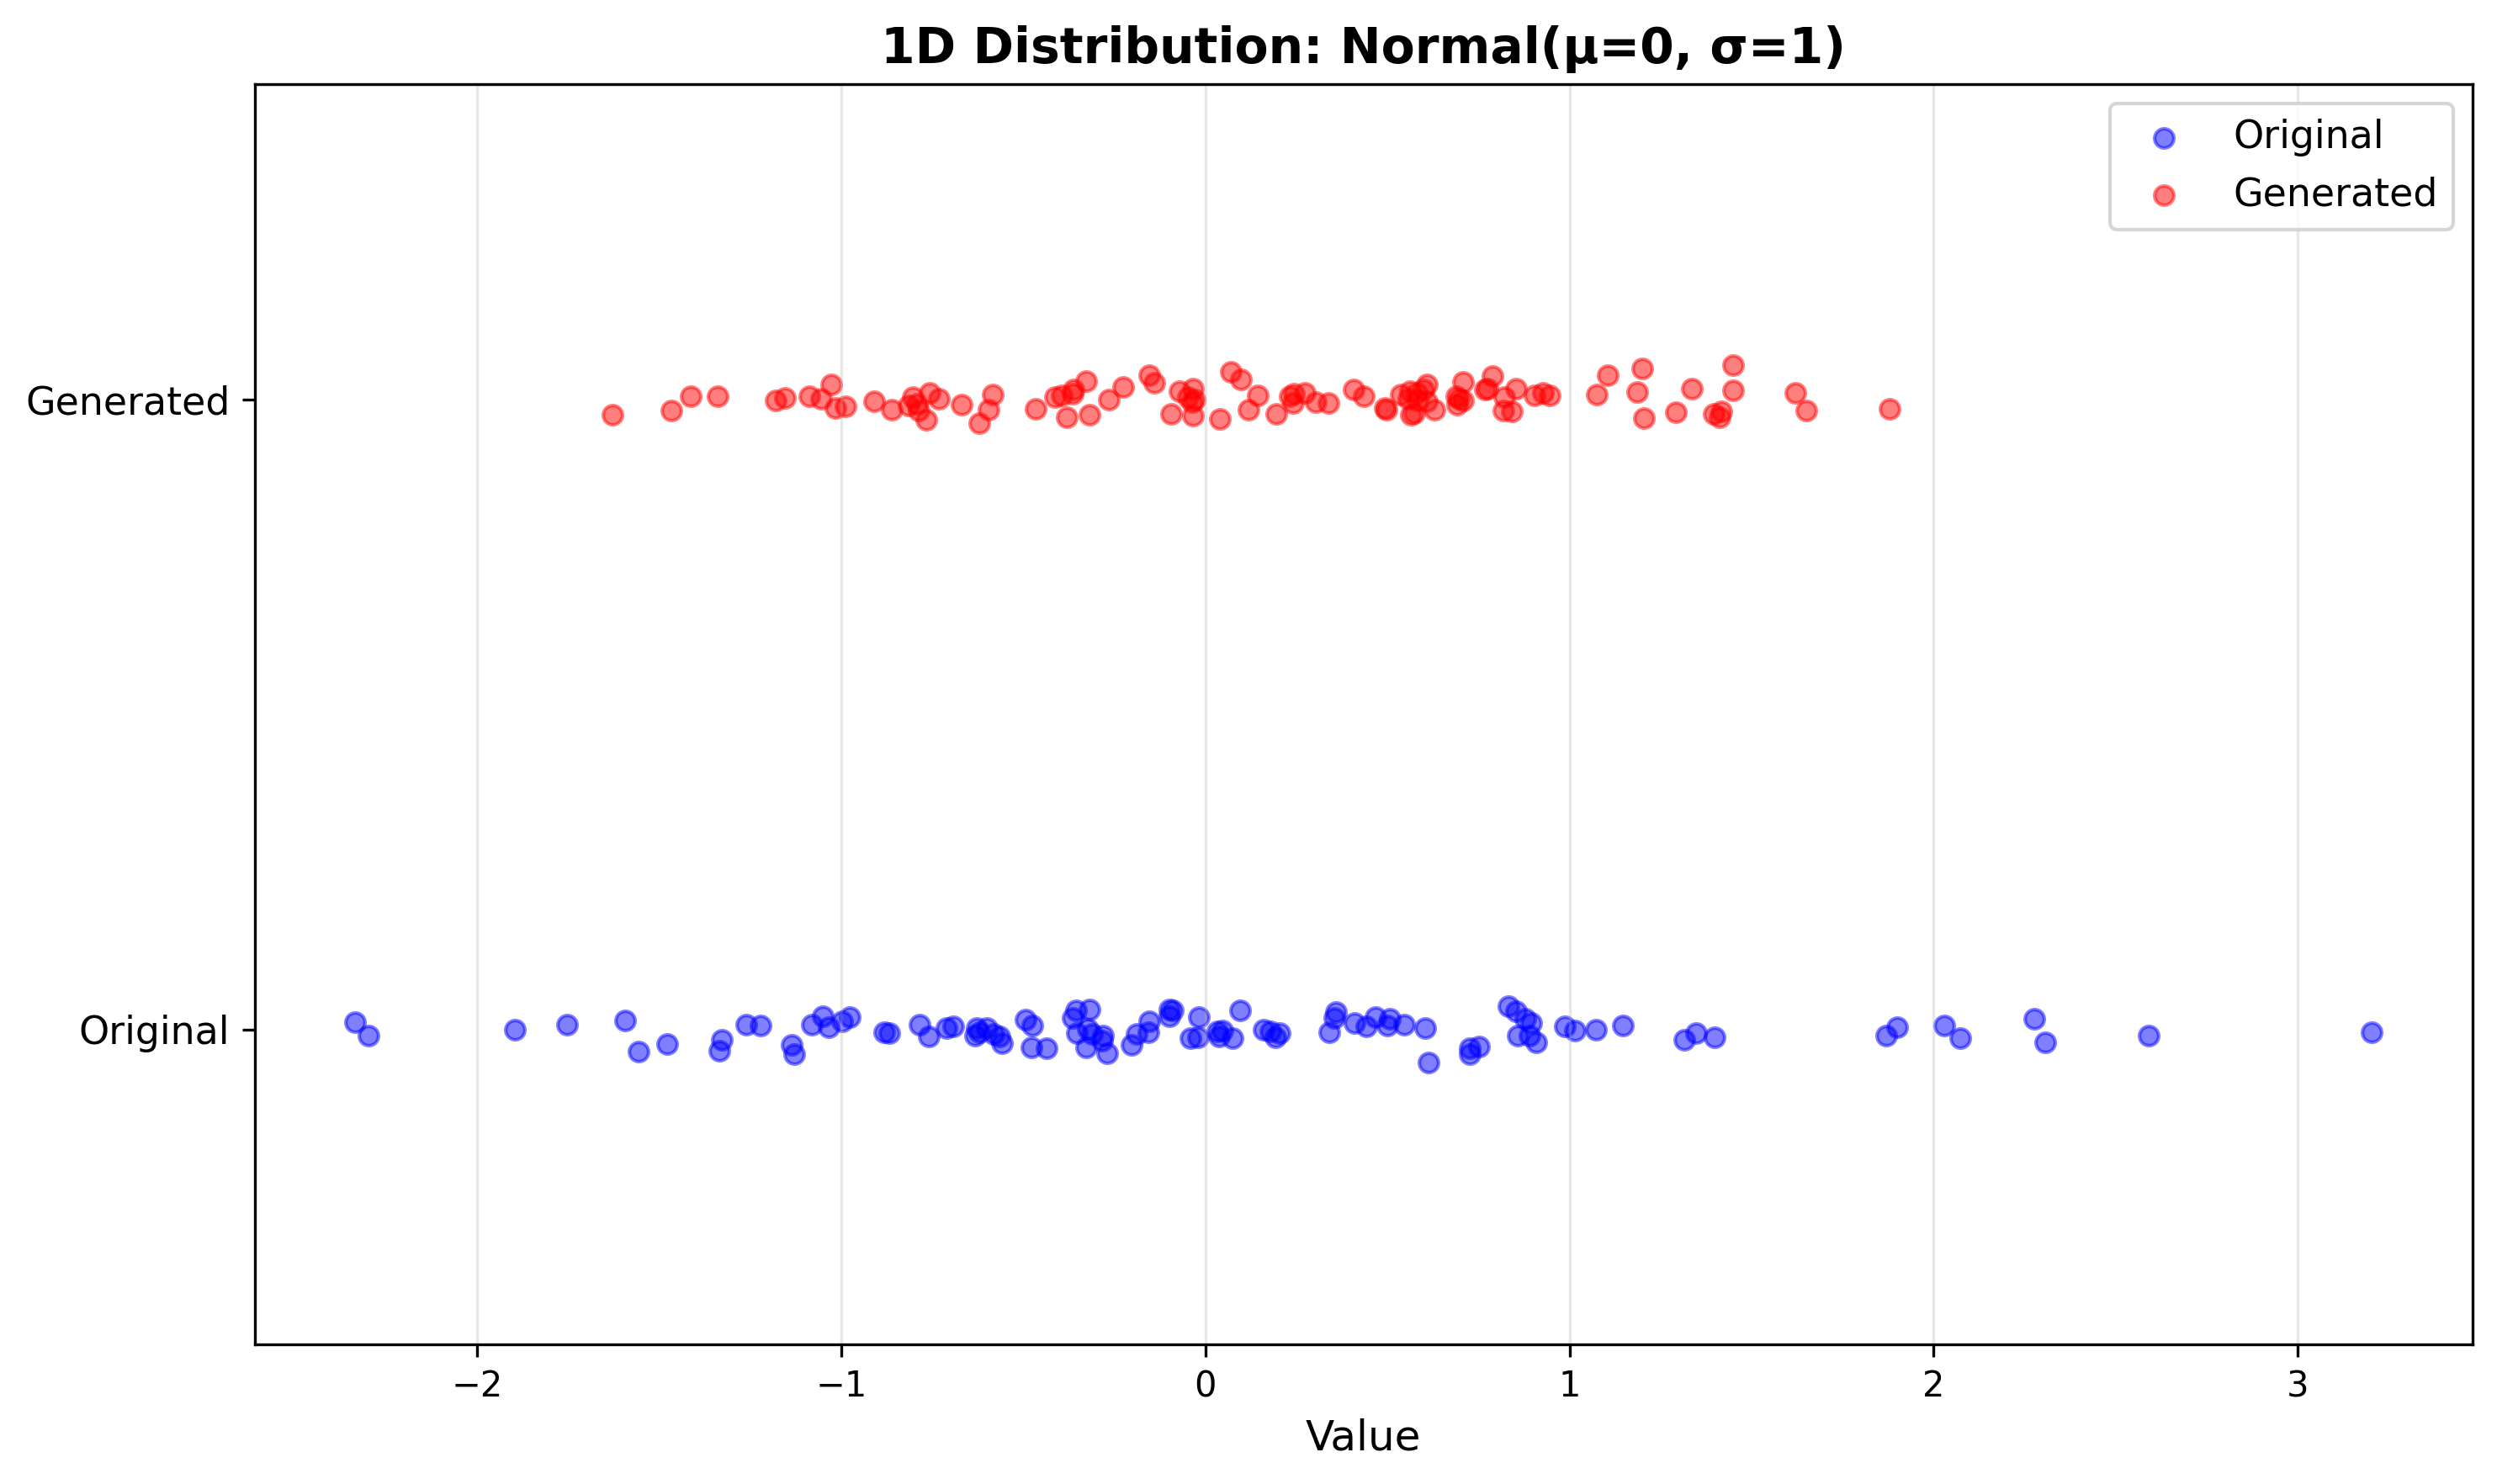 1D Distribution: Normal(μ=0, σ=1)
Original
Generated
Generated
Original
−2
−1
0
1
2
3
Value